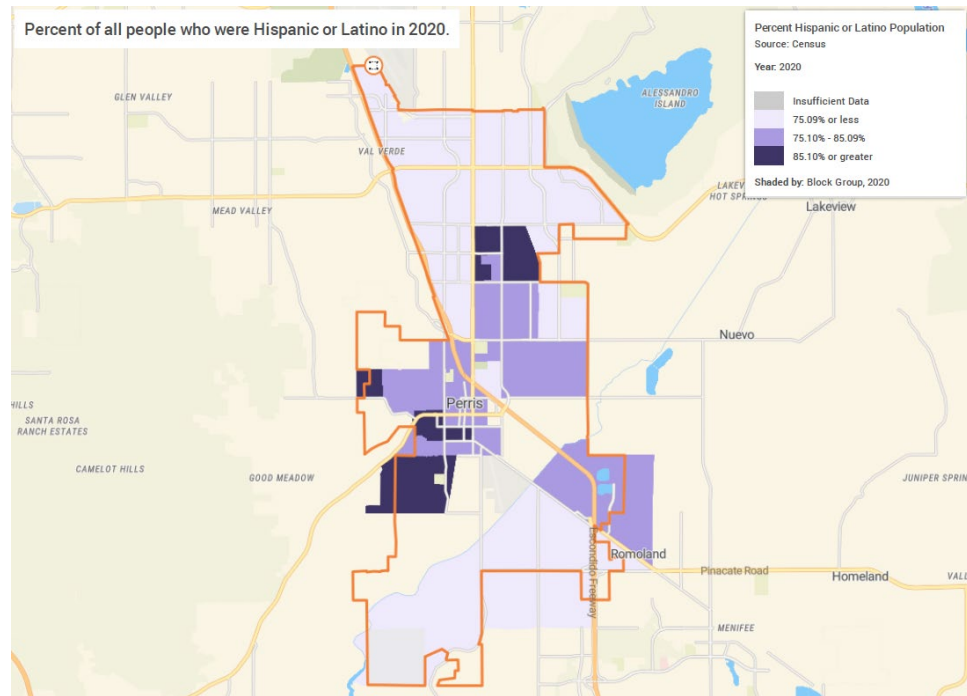 Percent of all people who were Hispanic or Latino in 2020.
Percent Hispanic or Latino Population
Source: Census
Year: 2020
Insufficient Data
75.09% or less
75.10% - 85.09%
85.10% or greater
Shaded by: Block Group, 2020
GLEN VALLEY
ALESSANDRO
ISLAND
VAL VERDE
LAKEV
HOT SPRINGS
Lakeview
MEAD VALLEY
Nuevo
Perris
HILLS
SANTA ROSA
RANCH ESTATES
CAMELOT HILLS
GOOD MEADOW
JUNIPER SPRIN
Escondido Freeway
Romoland
Pinacate Road
Homeland
VAL
MENIFEE